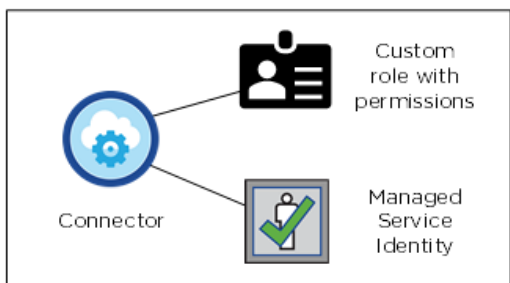 Custom
role with
permissions
Connector
Managed
Service
Identity